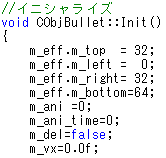 //イニシャライズ
void CObjBullet::Init()
{
m_eff.m_top  = 32;
m_eff.m_left  =  0;
m_eff.m_right= 32;
m_eff.m_bottom=64;
m_ani =0;
m_ani_time=0;
m_del=false;
m_vx=0.0f;